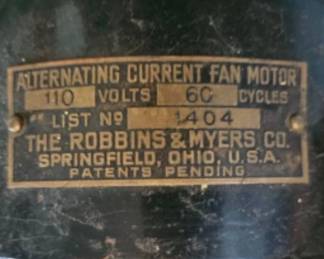 ALTERNATING CURRENT FAN MOTOR
110 VOLTS 60 CYCLES
LIST Nº 1404
THE ROBBINS & MYERS CO.
SPRINGFIELD, OHIO, U.S.A.
PATENTS PENDING